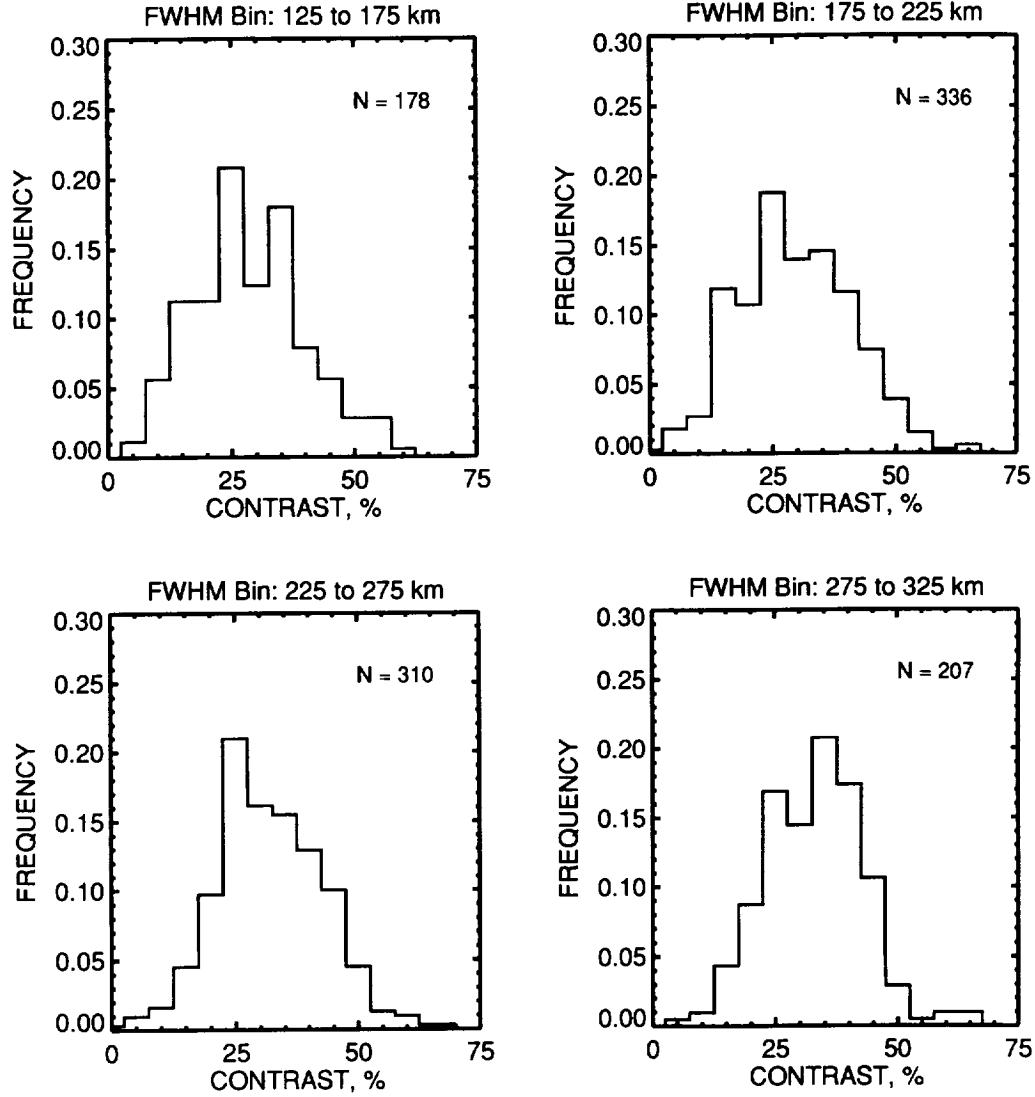 FWHM Bin: 125 to 175 km
0.30
0.25
0.20
0.15
0.10
0.05
0.00
FREQUENCY
N = 178
0 25 50 75
CONTRAST, %
FWHM Bin: 175 to 225 km
0.30
0.25
0.20
0.15
0.10
0.05
0.00
FREQUENCY
N = 336
0 25 50 75
CONTRAST, %
FWHM Bin: 225 to 275 km
0.30
0.25
0.20
0.15
0.10
0.05
0.00
FREQUENCY
N = 310
0 25 50 75
CONTRAST, %
FWHM Bin: 275 to 325 km
0.30
0.25
0.20
0.15
0.10
0.05
0.00
FREQUENCY
N = 207
0 25 50 75
CONTRAST, %